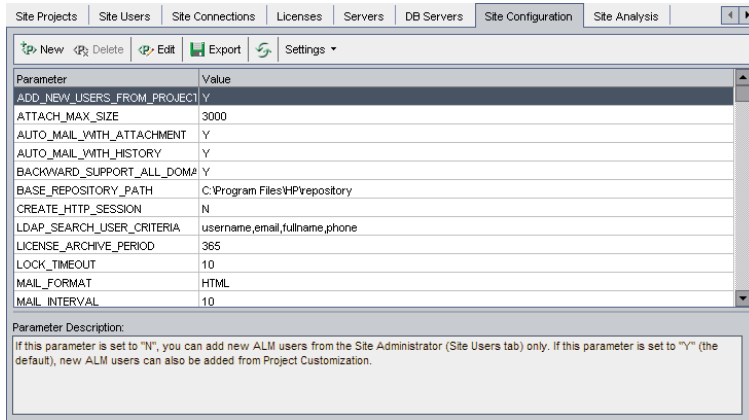 Site Projects Site Users Site Connections Licenses Servers DB Servers Site Configuration Site Analysis
New Delete Edit Export Settings
Parameter Value
ADD_NEW_USERS_FROM_PROJECT Y
ATTACH_MAX_SIZE 3000
AUTO_MAIL_WITH_ATTACHMENT Y
AUTO_MAIL_WITH_HISTORY Y
BACKWARD_SUPPORT_ALL_DOMA Y
BASE_REPOSITORY_PATH C:\Program Files\HP\repository
CREATE_HTTP_SESSION N
LDAP_SEARCH_USER_CRITERIA username,email,fullname,phone
LICENSE_ARCHIVE_PERIOD 365
LOCK_TIMEOUT 10
MAIL_FORMAT HTML
MAIL_INTERVAL 10
Parameter Description:
If this parameter is set to "N", you can add new ALM users from the Site Administrator (Site Users tab) only. If this parameter is set to "Y" (the
default), new ALM users can also be added from Project Customization.